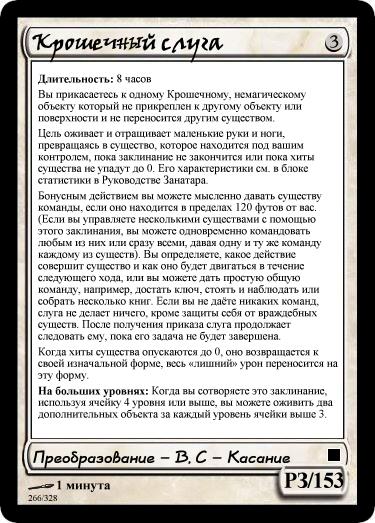 Крошечный слуга
3
Длительность: 8 часов
Вы прикасаетесь к одному Крошечному, немагическому
объекту который не прикреплен к другому объекту или
поверхности и не переносится другим существом.
Цель оживает и отращивает маленькие руки и ноги,
превращаясь в существо, которое находится под вашим
контролем, пока заклинание не закончится или пока хиты
существа не упадут до 0. Его характеристики см. в блоке
статистики в Руководстве Занатара.
Бонусным действием вы можете мысленно давать существу
команды, если оно находится в пределах 120 футов от вас.
(Если вы управляете несколькими существами с помощью
этого заклинания, вы можете одновременно командовать
любым из них или сразу всеми, давая одну и ту же команду
каждому из существ). Вы определяете, какое действие
совершит существо и как оно будет двигаться в течение
следующего хода, или вы можете дать простую общую
команду, например, достать ключ, стоять и наблюдать или
собрать несколько книг. Если вы не даёте никаких команд,
слуга не делает ничего, кроме защиты себя от враждебных
существ. После получения приказа слуга продолжает
следовать ему, пока его задача не будет завершена.
Когда хиты существа опускаются до 0, оно возвращается к
своей изначальной форме, весь «лишний» урон переносится на
эту форму.
На больших уровнях: Когда вы сотворяете это заклинание,
используя ячейку 4 уровня или выше, вы можете оживить два
дополнительных объекта за каждый уровень ячейки выше 3.
Преобразование – В, С – Касание
1 минута
РЗ/153
266/328